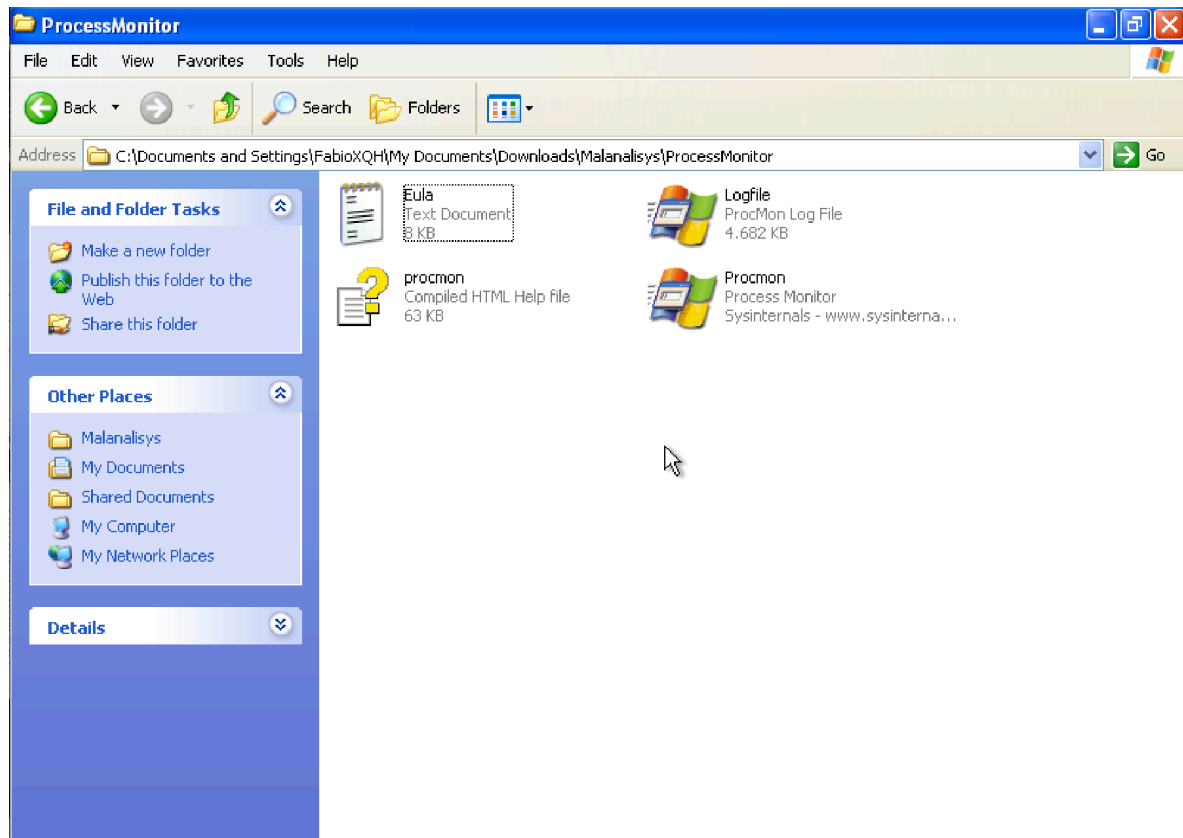 ProcessMonitor
File Edit View Favorites Tools Help
Back Search Folders
Address C:\Documents and Settings\FabioXQH\My Documents\Downloads\Malanalisys\ProcessMonitor Go
File and Folder Tasks
Make a new folder
Publish this folder to the
Web
Share this folder
Other Places
Malanalisys
My Documents
Shared Documents
My Computer
My Network Places
Details
Eula
Text Document
8 KB
Logfile
ProcMon Log File
4.682 KB
procmon
Compiled HTML Help file
63 KB
Procmon
Process Monitor
Sysinternals - www.sysinterna...